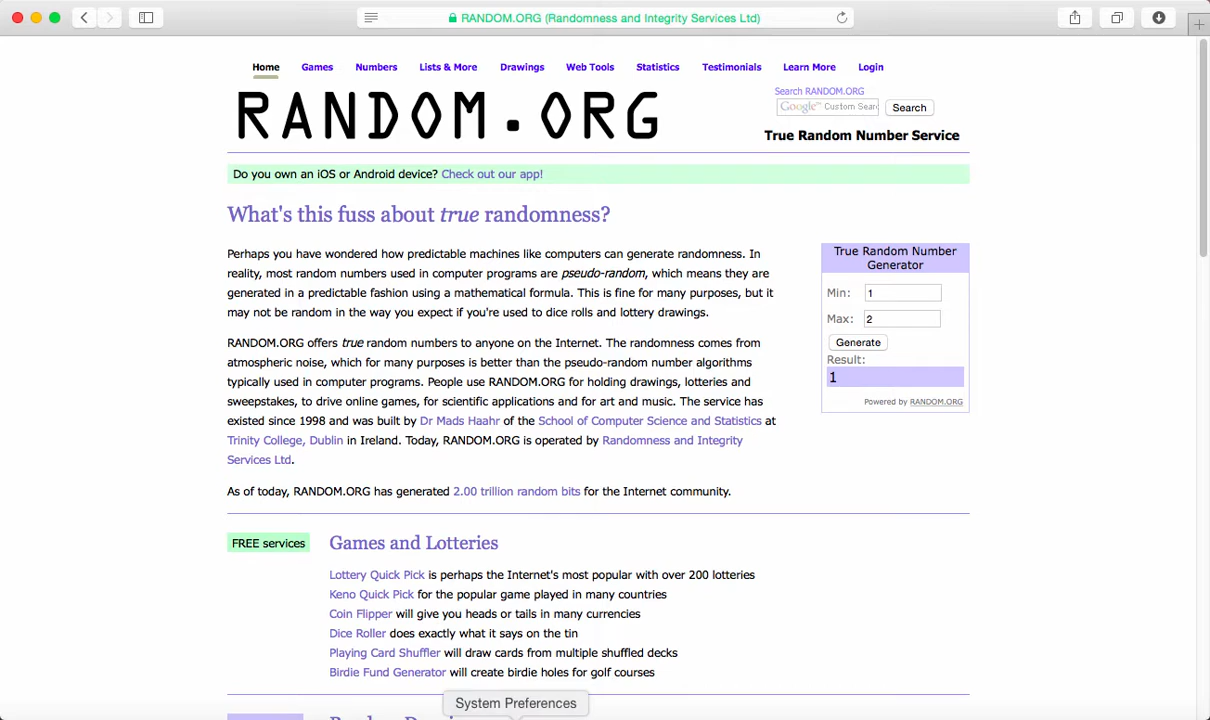 RANDOM.ORG (Randomness and Integrity Services Ltd)
Home Games Numbers Lists & More Drawings Web Tools Statistics Testimonials Learn More Login
RANDOM.ORG
Search RANDOM.ORG
Google™ Custom Sear
Search
True Random Number Service
Do you own an iOS or Android device? Check out our app!
What's this fuss about true randomness?
Perhaps you have wondered how predictable machines like computers can generate randomness. In
reality, most random numbers used in computer programs are pseudo-random, which means they are
generated in a predictable fashion using a mathematical formula. This is fine for many purposes, but it
may not be random in the way you expect if you're used to dice rolls and lottery drawings.
RANDOM.ORG offers true random numbers to anyone on the Internet. The randomness comes from
atmospheric noise, which for many purposes is better than the pseudo-random number algorithms
typically used in computer programs. People use RANDOM.ORG for holding drawings, lotteries and
sweepstakes, to drive online games, for scientific applications and for art and music. The service has
existed since 1998 and was built by Dr Mads Haahr of the School of Computer Science and Statistics at
Trinity College, Dublin in Ireland. Today, RANDOM.ORG is operated by Randomness and Integrity
Services Ltd.
As of today, RANDOM.ORG has generated 2.00 trillion random bits for the Internet community.
True Random Number
Generator
Min: 1
Max: 2
Generate
Result:
1
Powered by RANDOM.ORG
FREE services
Games and Lotteries
Lottery Quick Pick is perhaps the Internet's most popular with over 200 lotteries
Keno Quick Pick for the popular game played in many countries
Coin Flipper will give you heads or tails in many currencies
Dice Roller does exactly what it says on the tin
Playing Card Shuffler will draw cards from multiple shuffled decks
Birdie Fund Generator will create birdie holes for golf courses
System Preferences